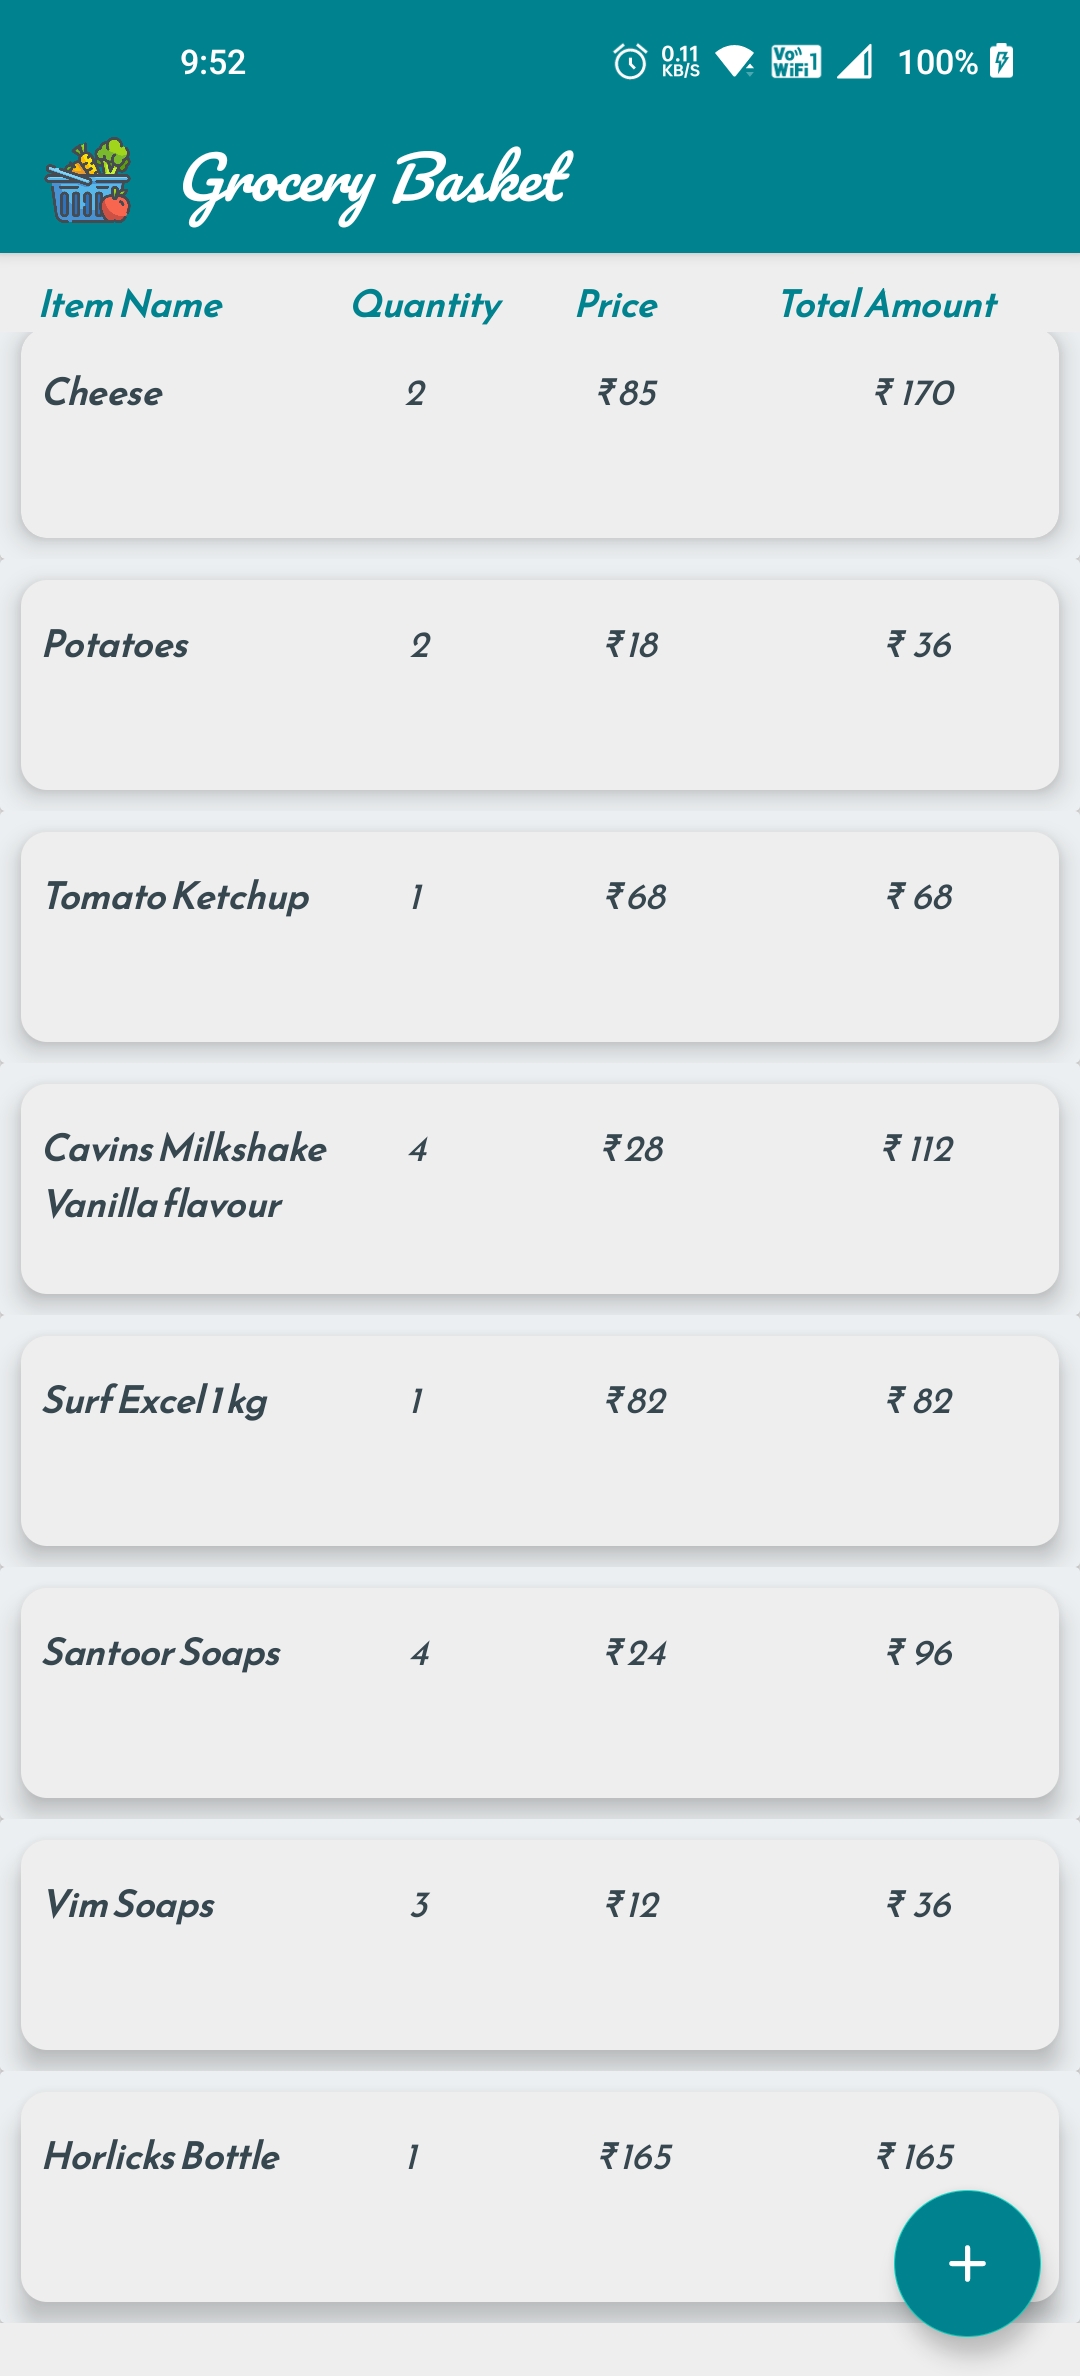 9:52 0.11 KB/S Vo WiFi 1 100%
Grocery Basket
Item Name Quantity Price Total Amount
Cheese 2 ₹85 ₹ 170
Potatoes 2 ₹18 ₹ 36
Tomato Ketchup 1 ₹68 ₹ 68
Cavins Milkshake 4 ₹28 ₹ 112
Vanilla flavour
Surf Excel 1 kg 1 ₹82 ₹ 82
Santoor Soaps 4 ₹24 ₹ 96
Vim Soaps 3 ₹12 ₹ 36
Horlicks Bottle 1 ₹165 ₹ 165
+